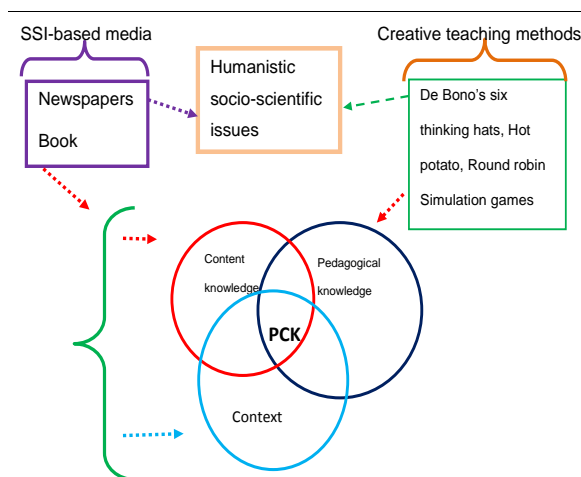 SSI-based media
Creative teaching methods
Newspapers
Book
Humanistic
socio-scientific
issues
De Bono's six
thinking hats, Hot
potato, Round robin
Simulation games
Content
knowledge
Pedagogical
knowledge
PCK
Context